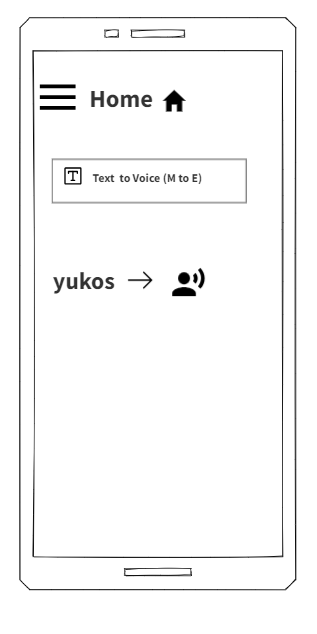 Home
T Text to Voice (M to E)
yukos →